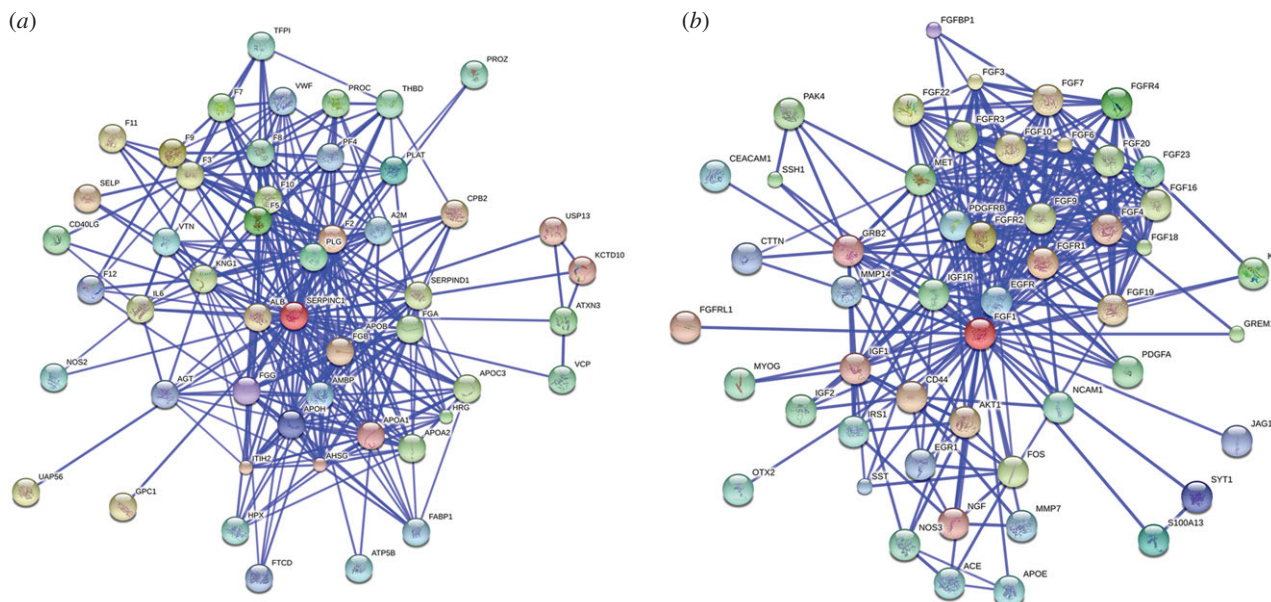 (a)
TFPI
PROZ
F7
VWF
PROC
THBD
F11
F9
F8
PF4
F3
PLAT
SELP
F10
F5
F2
A2M
CPB2
USP13
CD40LG
VTN
PLG
KCTD10
F12
KNG1
SERPIND1
IL6
ALB
SERPINC1
FGA
ATXN3
APOB
FGB
NOS2
VCP
AGT
FGG
AMBP
APOC3
HRG
APOH
APOA1
APOA2
ITIH2
AHSG
UAP56
GPC1
HPX
FABP1
FTCD
ATP5B
(b)
FGFBP1
FGF3
FGF7
FGFR4
FGF22
PAK4
FGFR3
FGF10
FGF6
FGF20
FGF23
CEACAM1
SSH1
MET
FGF16
PDGFRB
FGFR2
FGF9
FGF4
CTTN
GRB2
FGFR1
FGF18
K
MMP14
IGF1R
EGFR
FGF19
FGFRL1
FGF1
GREM
MYOG
IGF1
PDGFA
IGF2
CD44
NCAM1
IRS1
AKT1
JAG1
EGR1
FOS
OTX2
SST
SYT1
NGF
MMP7
S100A13
NOS3
ACE
APOE